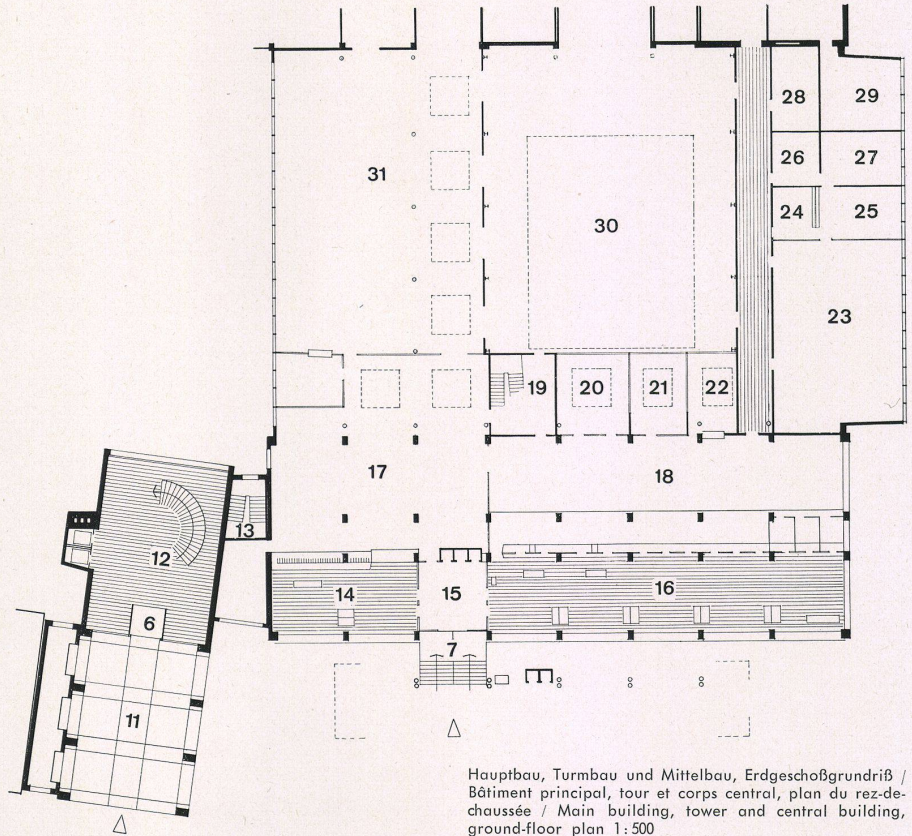 28 29
31 26 27
30 24 25
23
19 20 21 22
17 18
13
12
14 15 16
6
7
11
Hauptbau, Turmbau und Mittelbau, Erdgeschoßgrundriß /
Bâtiment principal, tour et corps central, plan du rez-de-
chaussée / Main building, tower and central building,
ground-floor plan 1:500